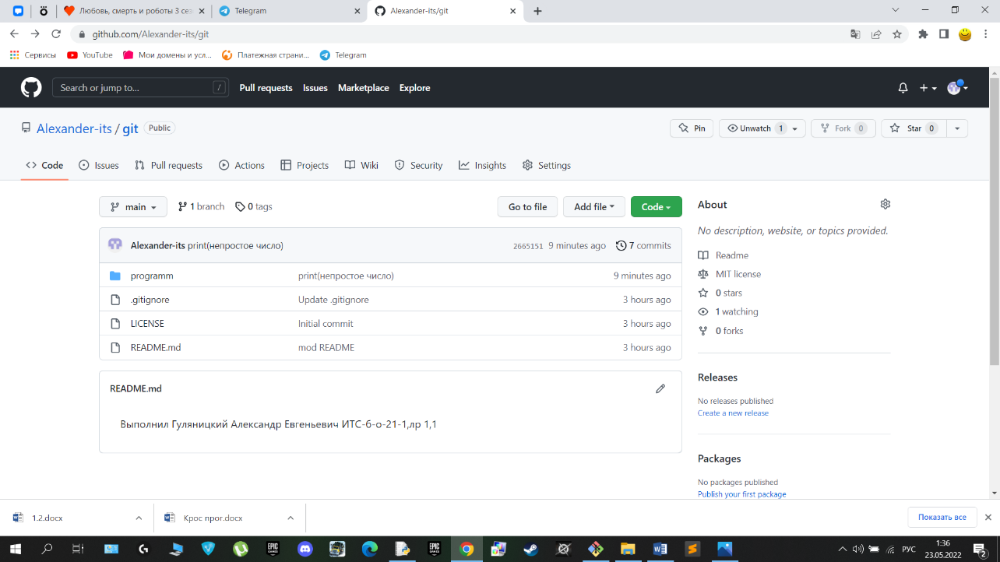 Любовь, смерть и роботы 3 сез
Telegram
Alexander-its/git
github.com/Alexander-its/git
Сервисы
YouTube
Мои домены и усл...
Платежная страни...
Telegram
Search or jump to...
/
Pull requests
Issues
Marketplace
Explore
Alexander-its / git
Public
Pin
Unwatch 1
Fork 0
Star 0
Code
Issues
Pull requests
Actions
Projects
Wiki
Security
Insights
Settings
main
1 branch
0 tags
Go to file
Add file
Code
Alexander-its print(непростое число)
2665151 9 minutes ago
7 commits
programm print(непростое число) 9 minutes ago
.gitignore Update .gitignore 3 hours ago
LICENSE Initial commit 3 hours ago
README.md mod README 3 hours ago
README.md
Выполнил Гуляницкий Александр Евгеньевич ИТС-б-о-21-1,лр 1,1
About
No description, website, or topics provided.
Readme
MIT license
0 stars
1 watching
0 forks
Releases
No releases published
Create a new release
Packages
No packages published
Publish your first package
1.2.docx
Крос прог.docx
Показать все
EPIC GAMES
EPIC GAMES
РУС
1:36
23.05.2022
2